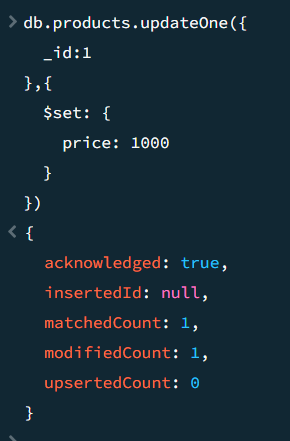 > db.products.updateOne({
_id:1
},{
$set: {
price: 1000
}
})
< {
acknowledged: true,
insertedId: null,
matchedCount: 1,
modifiedCount: 1,
upsertedCount: 0
}